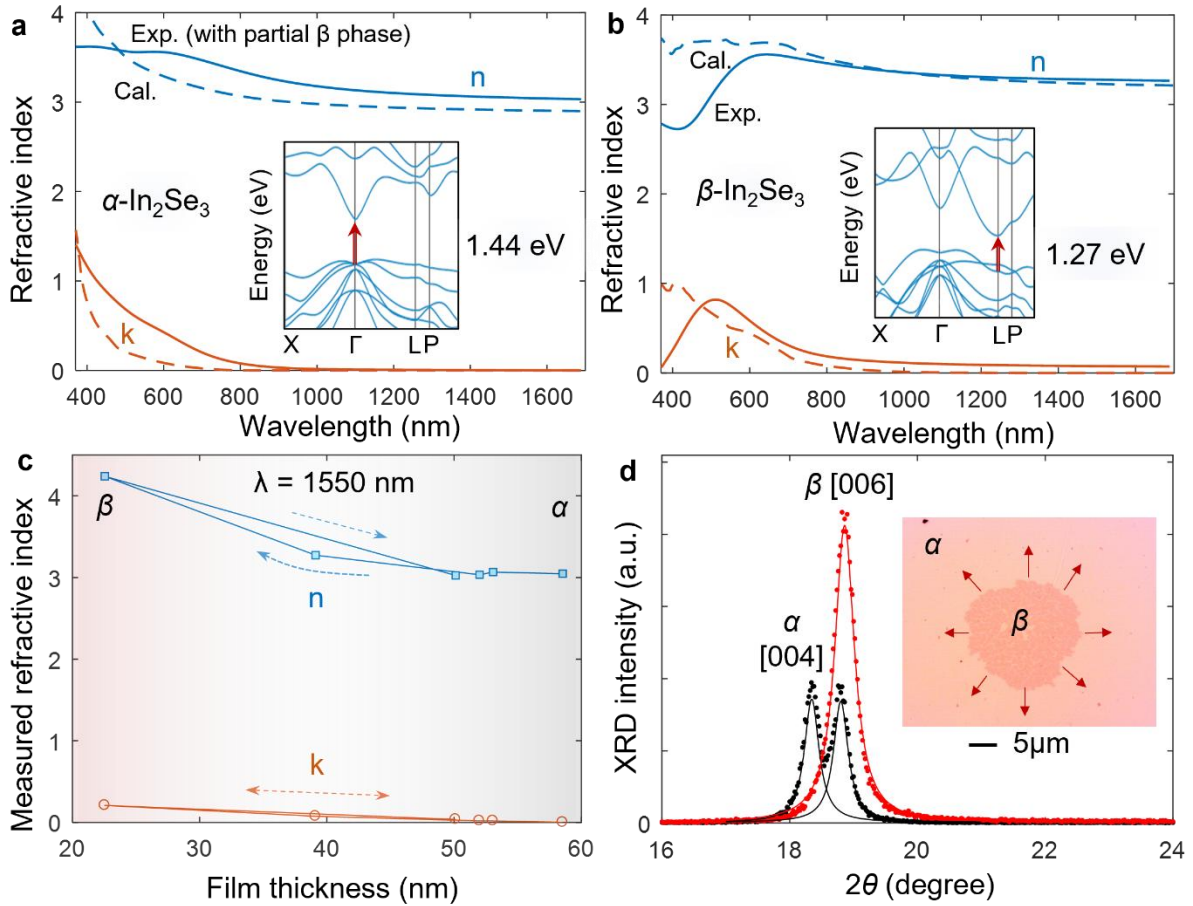 a
Exp. (with partial β phase)
Cal.
n
α-In₂Se₃
k
Energy (eV)
1.44 eV
X Γ L P
Refractive index
4
3
2
1
0
400 600 800 1000 1200 1400 1600
Wavelength (nm)
b
Cal.
Exp.
n
β-In₂Se₃
k
Energy (eV)
1.27 eV
X Γ L P
Refractive index
4
3
2
1
0
400 600 800 1000 1200 1400 1600
Wavelength (nm)
c
λ = 1550 nm
β
α
n
k
Measured refractive index
4
3
2
1
0
20 30 40 50 60
Film thickness (nm)
d
β [006]
α
[004]
α
β
5μm
XRD intensity (a.u.)
0
16 18 20 22 24
2θ (degree)